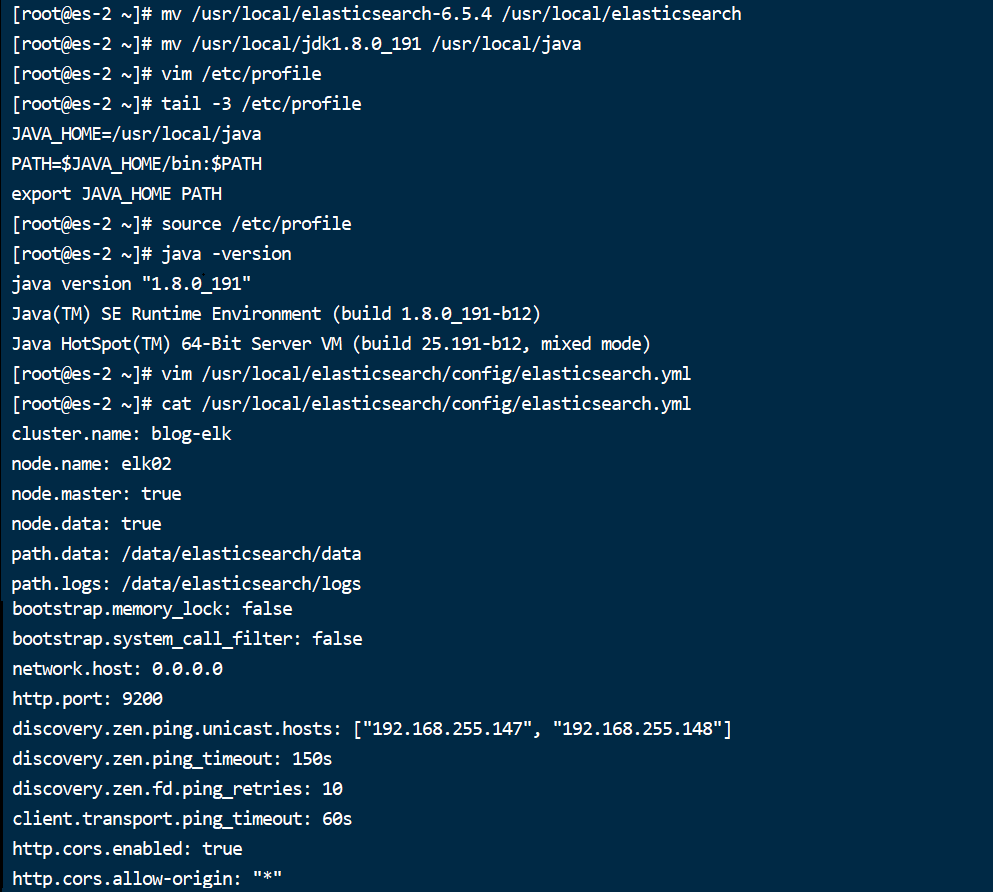 [root@es-2 ~]# mv /usr/local/elasticsearch-6.5.4 /usr/local/elasticsearch
[root@es-2 ~]# mv /usr/local/jdk1.8.0_191 /usr/local/java
[root@es-2 ~]# vim /etc/profile
[root@es-2 ~]# tail -3 /etc/profile
JAVA_HOME=/usr/local/java
PATH=$JAVA_HOME/bin:$PATH
export JAVA_HOME PATH
[root@es-2 ~]# source /etc/profile
[root@es-2 ~]# java -version
java version "1.8.0_191"
Java(TM) SE Runtime Environment (build 1.8.0_191-b12)
Java HotSpot(TM) 64-Bit Server VM (build 25.191-b12, mixed mode)
[root@es-2 ~]# vim /usr/local/elasticsearch/config/elasticsearch.yml
[root@es-2 ~]# cat /usr/local/elasticsearch/config/elasticsearch.yml
cluster.name: blog-elk
node.name: elk02
node.master: true
node.data: true
path.data: /data/elasticsearch/data
path.logs: /data/elasticsearch/logs
bootstrap.memory_lock: false
bootstrap.system_call_filter: false
network.host: 0.0.0.0
http.port: 9200
discovery.zen.ping.unicast.hosts: ["192.168.255.147", "192.168.255.148"]
discovery.zen.ping_timeout: 150s
discovery.zen.fd.ping_retries: 10
client.transport.ping_timeout: 60s
http.cors.enabled: true
http.cors.allow-origin: "*"